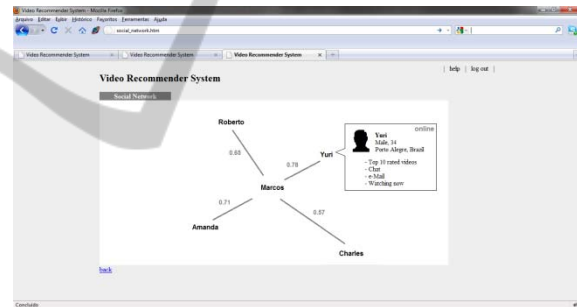 Video Recommender System - Mozilla Firefox
Arquivo Editar Exibir Histórico Favoritos Ferramentas Ajuda
social_network.htm
Video Recommender System
Video Recommender System
Video Recommender System
| help | log out |
Video Recommender System
Social Network
Roberto
online
Yuri
Male, 34
Porto Alegre, Brazil
- Top 10 rated videos
- Chat
- e-Mail
- Watching now
0.63
Yuri
0.78
Marcos
0.71
0.57
Amanda
Charles
back
Concluído